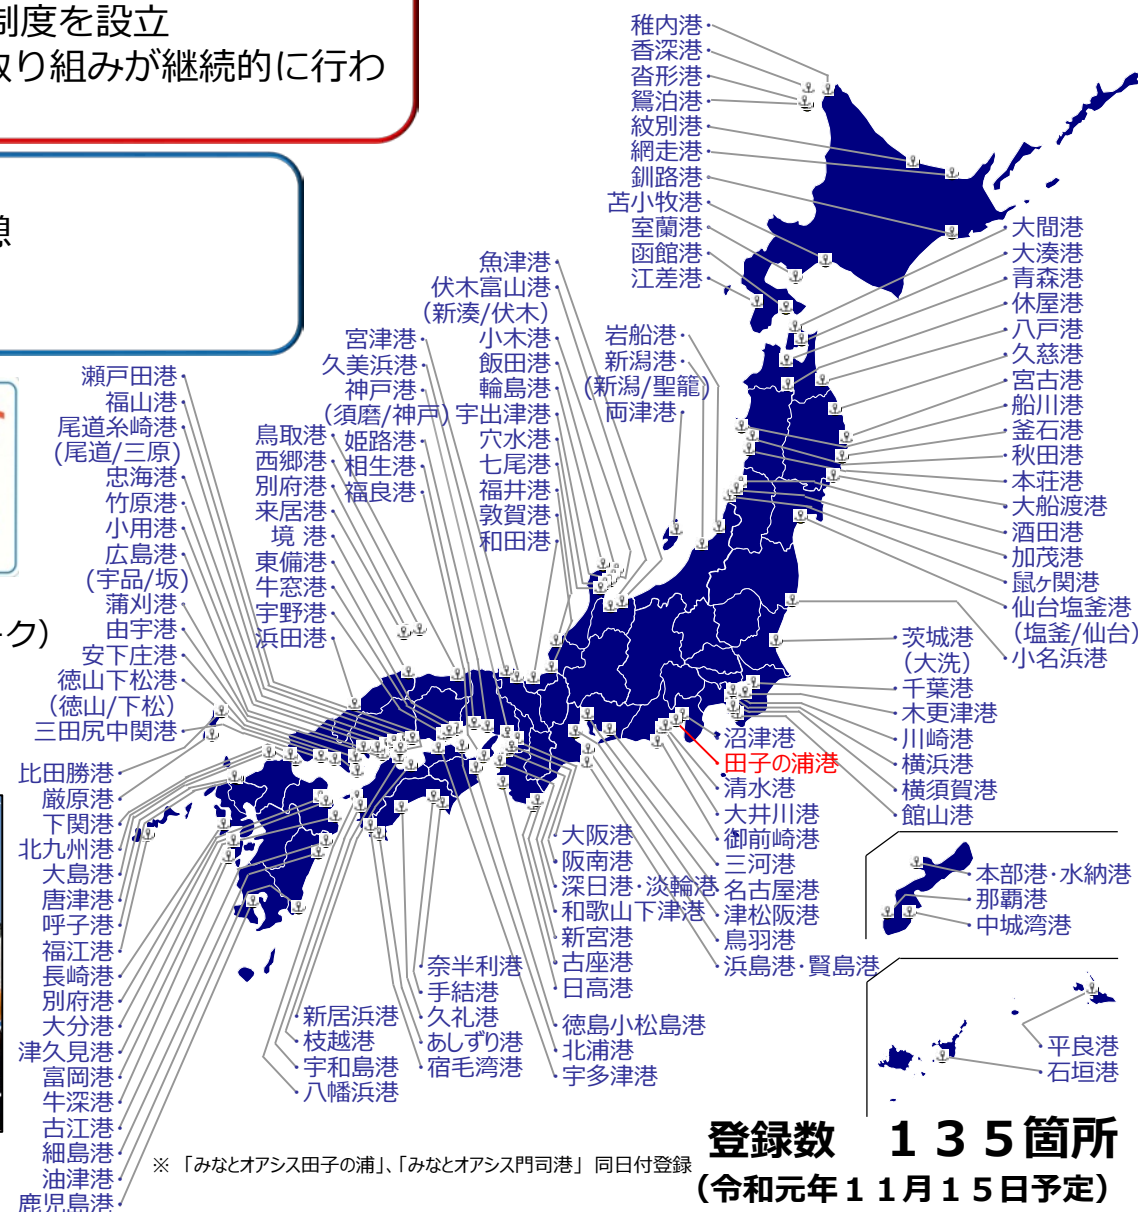 制度を設立
取り組みが継続的に行わ
憩
ーク）
稚内港
香深港
沓形港
鴛泊港
紋別港
網走港
釧路港
苫小牧港
室蘭港
函館港
江差港
大間港
大湊港
青森港
休屋港
八戸港
久慈港
宮古港
船川港
釜石港
秋田港
本荘港
大船渡港
酒田港
加茂港
鼠ヶ関港
仙台塩釜港
(塩釜/仙台)
小名浜港
魚津港
伏木富山港
(新湊/伏木)
小木港
飯田港
輪島港
宇出津港
穴水港
七尾港
福井港
敦賀港
和田港
岩船港
新潟港
(新潟/聖籠)
両津港
宮津港
久美浜港
神戸港
(須磨/神戸)
姫路港
相生港
福良港
鳥取港
西郷港
別府港
来居港
境 港
東備港
牛窓港
宇野港
浜田港
瀬戸田港
福山港
尾道糸崎港
(尾道/三原)
忠海港
竹原港
小用港
広島港
(宇品/坂)
蒲刈港
由宇港
安下庄港
徳山下松港
(徳山/下松)
三田尻中関港
比田勝港
厳原港
下関港
北九州港
大島港
唐津港
呼子港
福江港
長崎港
別府港
大分港
津久見港
富岡港
牛深港
古江港
細島港
油津港
鹿児島港
新居浜港
枝越港
宇和島港
八幡浜港
奈半利港
手結港
久礼港
あしずり港
宿毛湾港
大阪港
阪南港
深日港・淡輪港
和歌山下津港
新宮港
古座港
日高港
徳島小松島港
北浦港
宇多津港
茨城港
(大洗)
千葉港
木更津港
川崎港
横浜港
横須賀港
館山港
沼津港
田子の浦港
清水港
大井川港
御前崎港
三河港
名古屋港
津松阪港
鳥羽港
浜島港・賢島港
本部港・水納港
那覇港
中城湾港
平良港
石垣港
登録数　１３５箇所
（令和元年１１月１５日予定）
※ 「みなとオアシス田子の浦」、「みなとオアシス門司港」 同日付登録